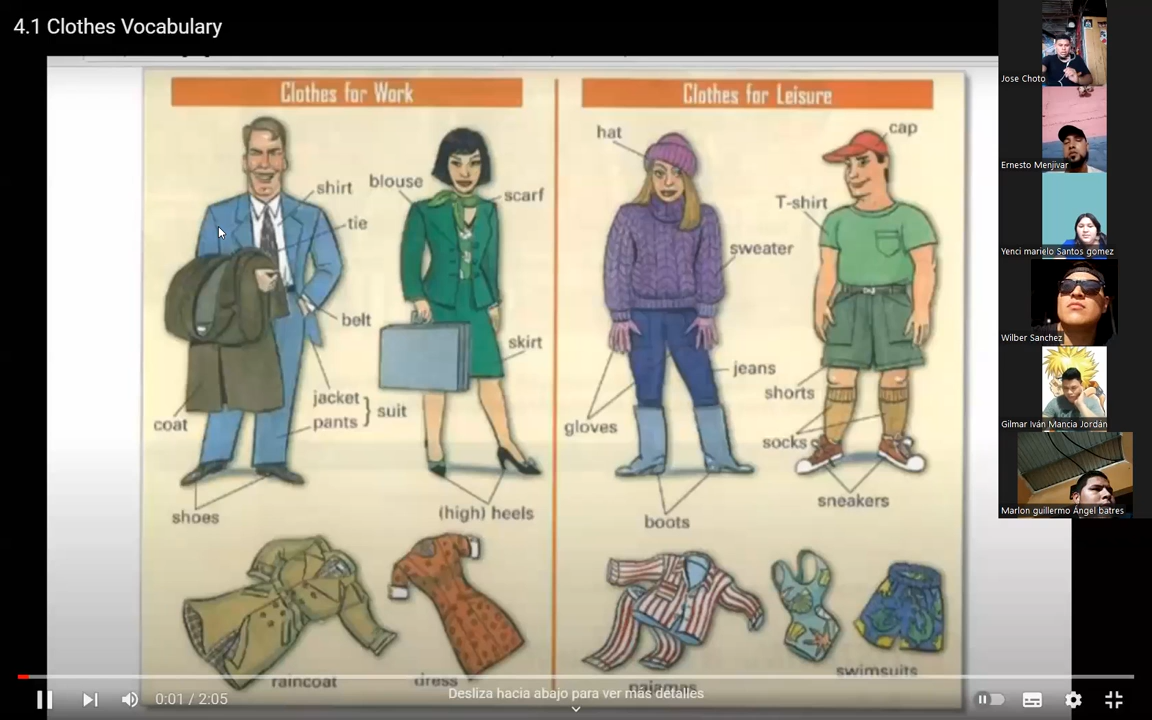 4.1 Clothes Vocabulary
Clothes for Work
Clothes for Leisure
shirt
blouse
tie
scarf
belt
skirt
jacket
pants
suit
coat
shoes
(high) heels
raincoat
dress
hat
cap
T-shirt
sweater
jeans
shorts
gloves
socks
sneakers
boots
pajamas
swimsuits
0:01 / 2:05
Desliza hacia abajo para ver más detalles
Jose Choto
Ernesto Menjivar
Yenci marielo Santos gomez
Wilber Sanchez
Gilmar Iván Mancia Jordán
Marlon guillermo Ángel batres